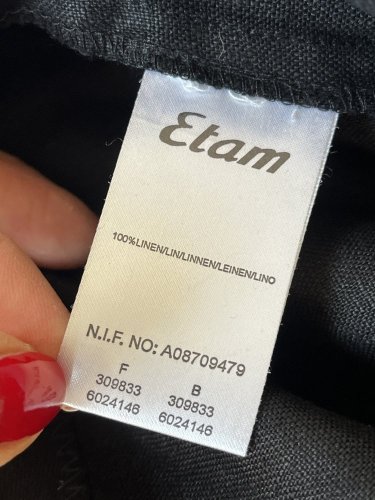 Etam
100%LINEN/LIN/LINNEN/LEINEN/LINO
N.I.F. NO: A08709479
F B
309833 309833
6024146 6024146